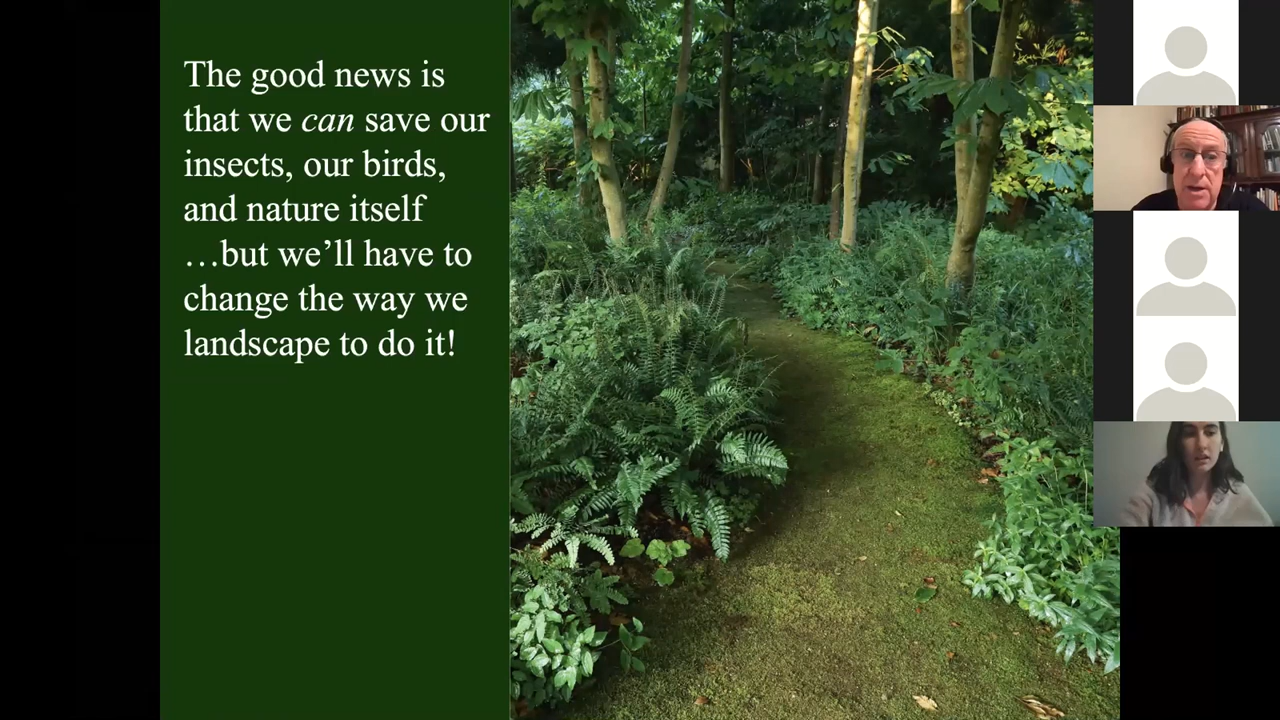 The good news is
that we can save our
insects, our birds,
and nature itself
…but we’ll have to
change the way we
landscape to do it!